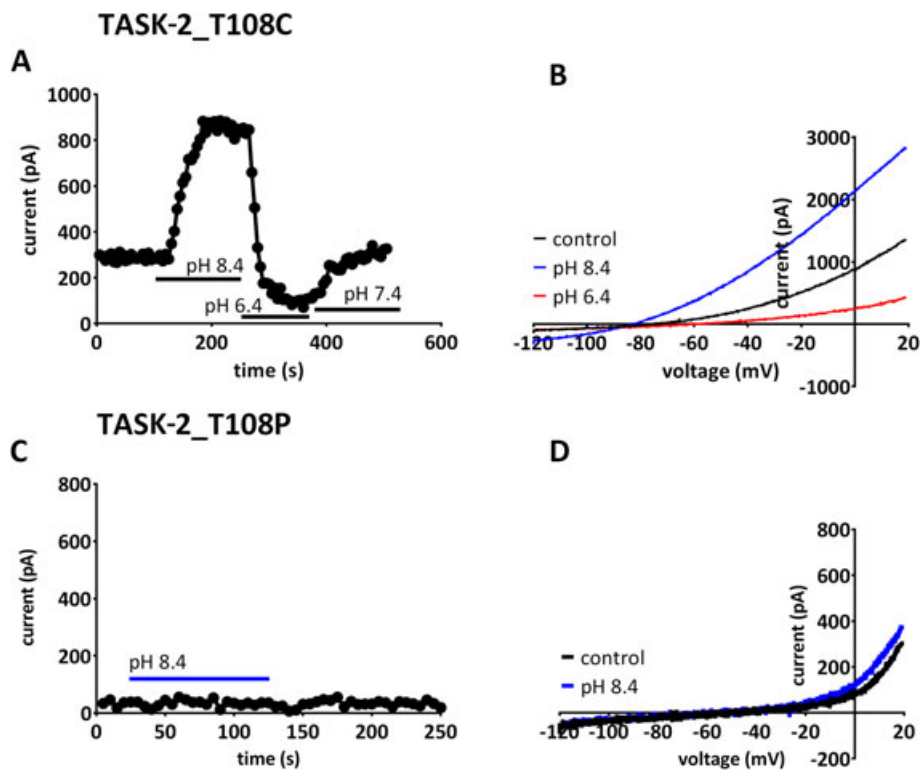 TASK-2_T108C
A
1000
800
600
400
200
0
current (pA)
pH 8.4
pH 6.4
pH 7.4
0 200 400 600
time (s)
B
3000
2000
1000
-1000
current (pA)
control
pH 8.4
pH 6.4
-120 -100 -80 -60 -40 -20 20
voltage (mV)
TASK-2_T108P
C
800
600
400
200
0
current (pA)
pH 8.4
0 50 100 150 200 250
time (s)
D
800
600
400
200
-200
current (pA)
control
pH 8.4
-120 -100 -80 -60 -40 -20 20
voltage (mV)